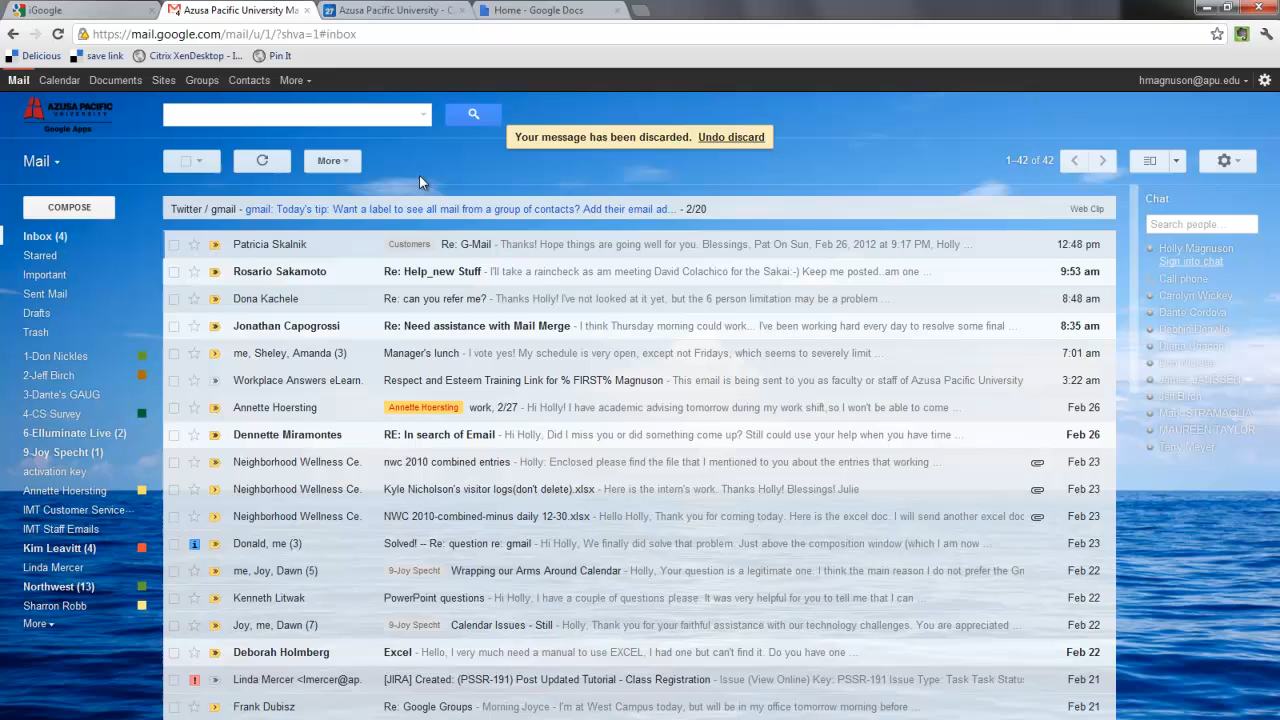 iGoogle
Azusa Pacific University Ma
27 Azusa Pacific University - C
Home - Google Docs
https://mail.google.com/mail/u/1/?shva=1#inbox
Delicious save link Citrix XenDesktop - I... Pin It
Mail Calendar Documents Sites Groups Contacts More hmagnuson@apu.edu
AZUSA PACIFIC
UNIVERSITY
Google Apps
Your message has been discarded. Undo discard
Mail More 1–42 of 42
COMPOSE
Twitter / gmail - gmail: Today's tip: Want a label to see all mail from a group of contacts? Add their email ad... - 2/20 Web Clip
Inbox (4)
Starred
Important
Sent Mail
Drafts
Trash
1-Don Nickles
2-Jeff Birch
3-Dante's GAUG
4-CS Survey
6-Elluminate Live (2)
9-Joy Specht (1)
activation key
Annette Hoersting
IMT Customer Service...
IMT Staff Emails
Kim Leavitt (4)
Linda Mercer
Northwest (13)
Sharron Robb
More
Patricia Skalnik Customers Re: G-Mail - Thanks! Hope things are going well for you. Blessings, Pat On Sun, Feb 26, 2012 at 9:17 PM, Holly ... 12:48 pm
Rosario Sakamoto Re: Help_new Stuff - I'll take a raincheck as am meeting David Colachico for the Sakai:-) Keep me posted. am one ... 9:53 am
Dona Kachele Re: can you refer me? - Thanks Holly! I've not looked at it yet, but the 6 person limitation may be a problem ... 8:48 am
Jonathan Capogrossi Re: Need assistance with Mail Merge - I think Thursday morning could work... I've been working hard every day to resolve some final ... 8:35 am
me, Sheley, Amanda (3) Manager's lunch - I vote yes! My schedule is very open, except not Fridays, which seems to severely limit ... 7:01 am
Workplace Answers eLearn. Respect and Esteem Training Link for % FIRST% Magnuson - This email is being sent to you as faculty or staff of Azusa Pacific University 3:22 am
Annette Hoersting Annette Hoersting work, 2/27 - Hi Holly! I have academic advising tomorrow during my work shift,so I won't be able to come ... Feb 26
Dennette Miramontes RE: In search of Email - Hi Holly, Did I miss you or did something come up? Still could use your help when you have time ... Feb 26
Neighborhood Wellness Ce. nwc 2010 combined entries - Holly: Enclosed please find the file that I mentioned to you about the entries that working ... Feb 23
Neighborhood Wellness Ce. Kyle Nicholson's visitor logs(don't delete).xlsx - Here is the intern's work. Thanks Holly! Blessings Julie Feb 23
Neighborhood Wellness Ce. NWC 2010-combined-minus daily 12-30.xlsx - Hello Holly, Thank you for coming today. Here is the excel doc. I will send another excel doc Feb 23
Donald, me (3) Solved! -- Re: question re: gmail - Hi Holly, We finally did solve that problem. Just above the composition window (which I am now ... Feb 23
me, Joy, Dawn (5) 9-Joy Specht Wrapping our Arms Around Calendar - Holly, Your question is a legitimate one. I think the main reason I do not prefer the Gr Feb 22
Kenneth Litwak PowerPoint questions - Hi Holly, I have a couple of questions please. It was very helpful for you to tell me that I can ... Feb 22
Joy, me, Dawn (7) 9-Joy Specht Calendar Issues - Still - Holly, Thank you for your faithful assistance with our technology challenges. You are appreciated ... Feb 22
Deborah Holmberg Excel - Hello, I very much need a manual to use EXCEL, I had one but can't find it. Do you have one ... Feb 22
Linda Mercer <lmercer@ap. [JIRA] Created: (PSSR-191) Post Updated Tutorial - Class Registration - Issue (View Online) Key: PSSR-191 Issue Type: Task Task Status: Feb 21
Frank Dubisz Re: Google Groups - Morning Joyce - I'm at West Campus today, but will be in my office tomorrow morning before ... Feb 21
Chat
Search people...
Holly Magnuson
Sign into chat
Call phone
Carolyn Wickey
Dante Cordova
Jeff Birch
Mark STRAMAGLIA
MAUREEN TAYLOR
Terry Meyer